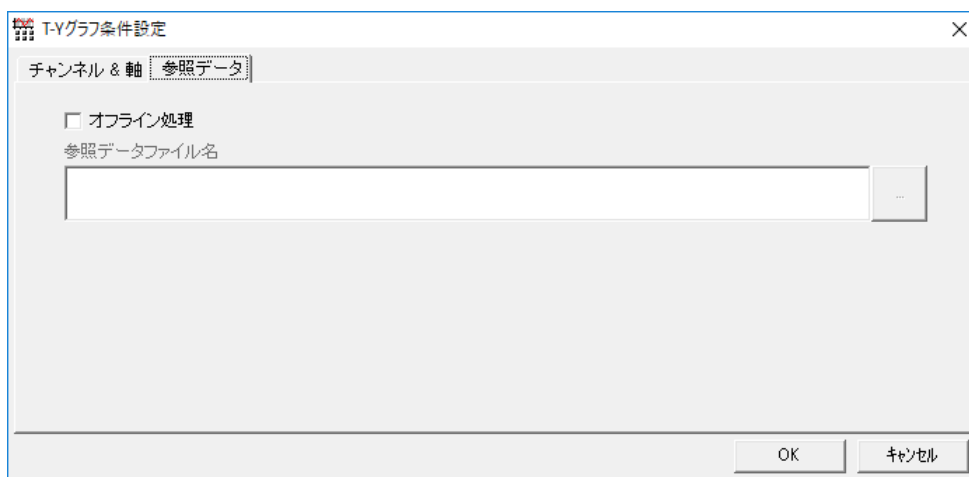 T-Yグラフ条件設定
チャンネル & 軸 参照データ
オフライン処理
参照データファイル名
...
OK キャンセル